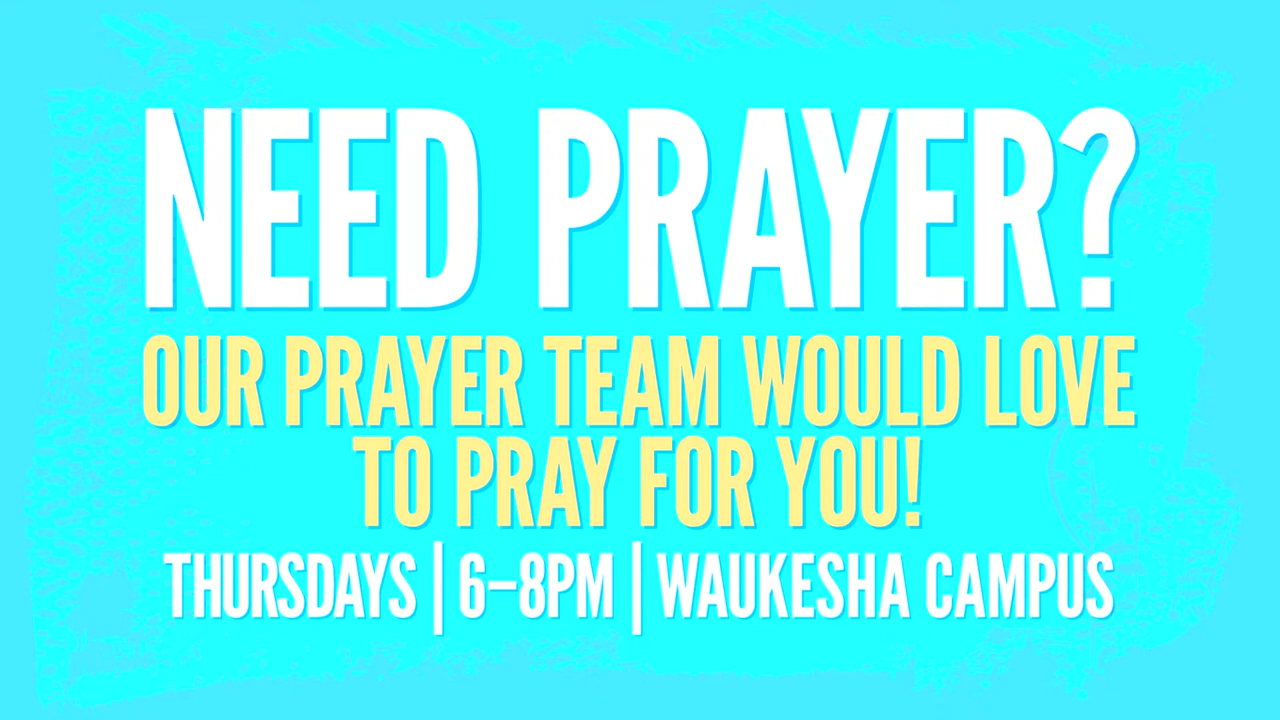 NEED PRAYER?
OUR PRAYER TEAM WOULD LOVE
TO PRAY FOR YOU!
THURSDAYS | 6–8PM | WAUKESHA CAMPUS